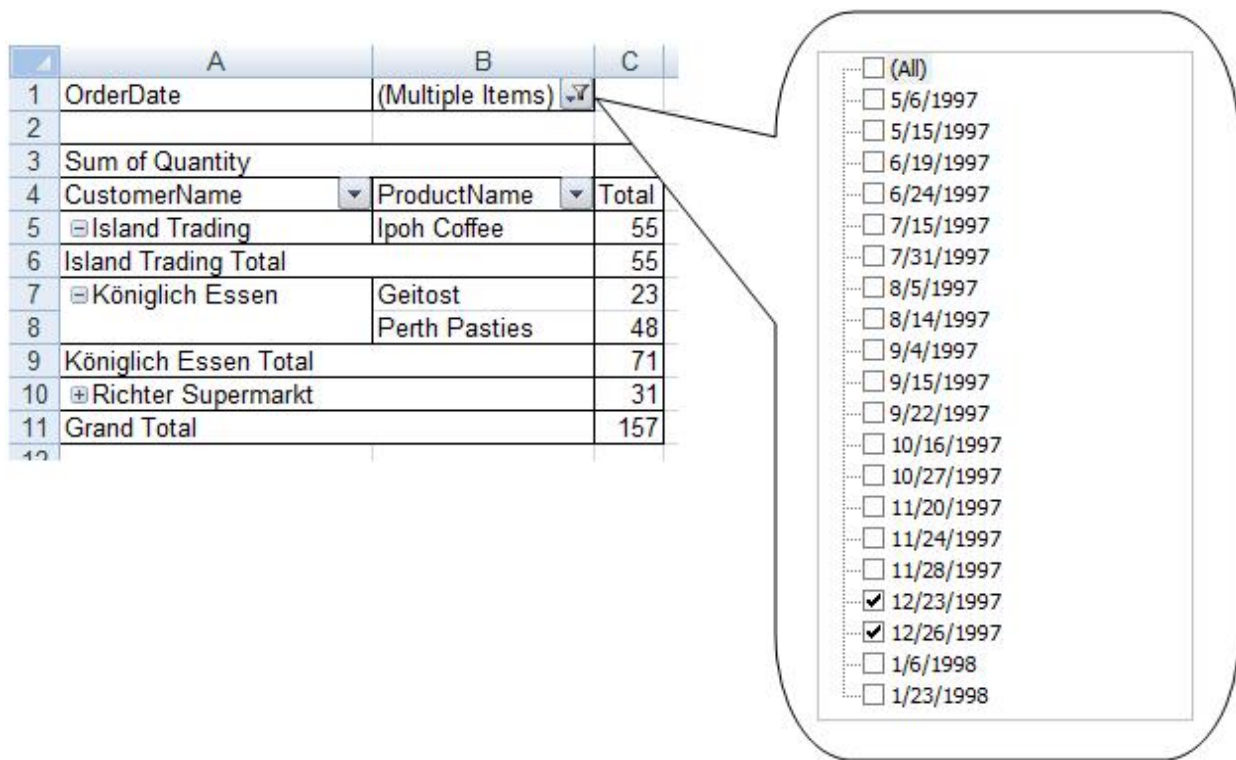 A B C
1 OrderDate (Multiple Items)
2
3 Sum of Quantity
4 CustomerName ProductName Total
5 Island Trading Ipoh Coffee 55
6 Island Trading Total 55
7 Königlich Essen Geitost 23
8 Perth Pasties 48
9 Königlich Essen Total 71
10 Richter Supermarkt 31
11 Grand Total 157
12
(All)
5/6/1997
5/15/1997
6/19/1997
6/24/1997
7/15/1997
7/31/1997
8/5/1997
8/14/1997
9/4/1997
9/15/1997
9/22/1997
10/16/1997
10/27/1997
11/20/1997
11/24/1997
11/28/1997
12/23/1997
12/26/1997
1/6/1998
1/23/1998